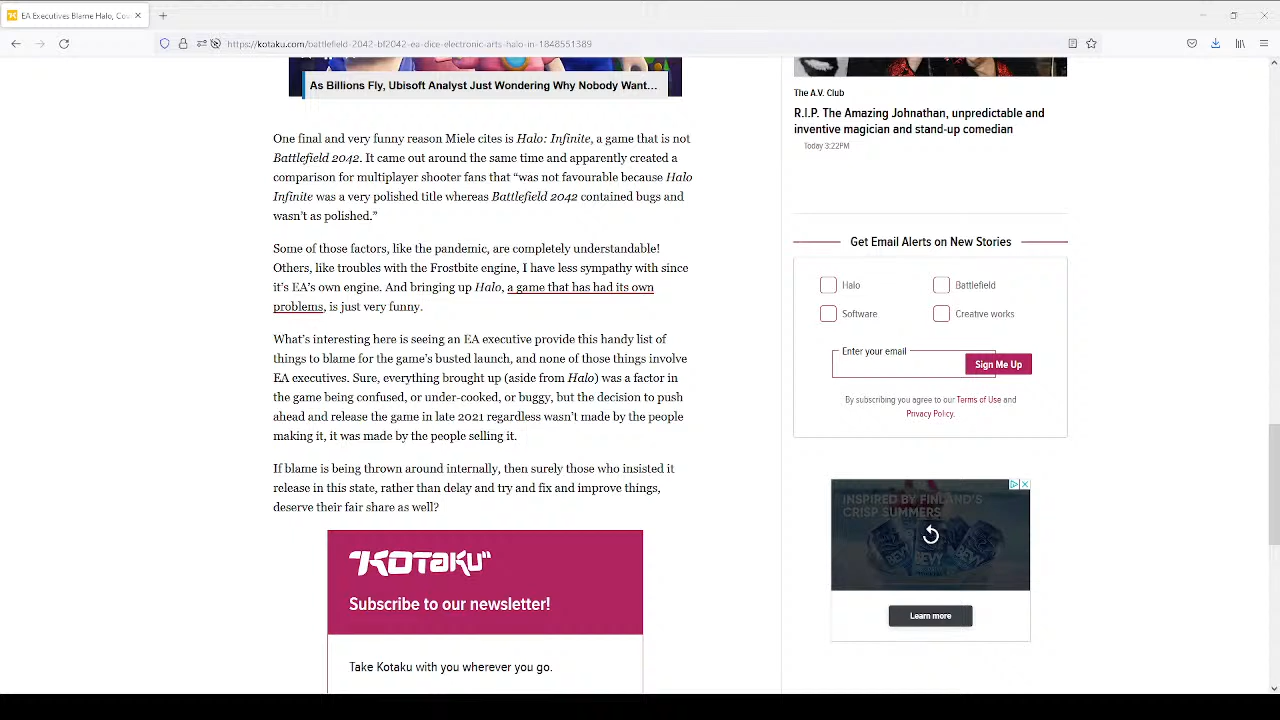 EA Executives Blame Halo, Cov
https://kotaku.com/battlefield-2042-bf2042-ea-dice-electronic-arts-halo-in-1848551389
As Billions Fly, Ubisoft Analyst Just Wondering Why Nobody Want...
One final and very funny reason Miele cites is Halo: Infinite, a game that is not
Battlefield 2042. It came out around the same time and apparently created a
comparison for multiplayer shooter fans that “was not favourable because Halo
Infinite was a very polished title whereas Battlefield 2042 contained bugs and
wasn’t as polished.”
Some of those factors, like the pandemic, are completely understandable!
Others, like troubles with the Frostbite engine, I have less sympathy with since
it’s EA’s own engine. And bringing up Halo, a game that has had its own
problems, is just very funny.
What’s interesting here is seeing an EA executive provide this handy list of
things to blame for the game’s busted launch, and none of those things involve
EA executives. Sure, everything brought up (aside from Halo) was a factor in
the game being confused, or under-cooked, or buggy, but the decision to push
ahead and release the game in late 2021 regardless wasn’t made by the people
making it, it was made by the people selling it.
If blame is being thrown around internally, then surely those who insisted it
release in this state, rather than delay and try and fix and improve things,
deserve their fair share as well?
KOTAKU
Subscribe to our newsletter!
Take Kotaku with you wherever you go.
The A.V. Club
R.I.P. The Amazing Johnathan, unpredictable and
inventive magician and stand-up comedian
Today 3:22PM
Get Email Alerts on New Stories
Halo
Battlefield
Software
Creative works
Enter your email
Sign Me Up
By subscribing you agree to our Terms of Use and
Privacy Policy.
INSPIRED BY FINLAND'S
CRISP SUMMERS
BEVY BEVY BEVY
Learn more